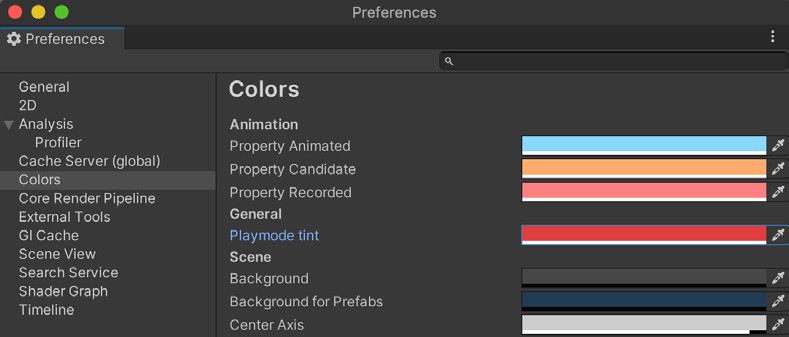 Preferences
Preferences
General
2D
Analysis
Profiler
Cache Server (global)
Colors
Core Render Pipeline
External Tools
GI Cache
Scene View
Search Service
Shader Graph
Timeline
Colors
Animation
Property Animated
Property Candidate
Property Recorded
General
Playmode tint
Scene
Background
Background for Prefabs
Center Axis